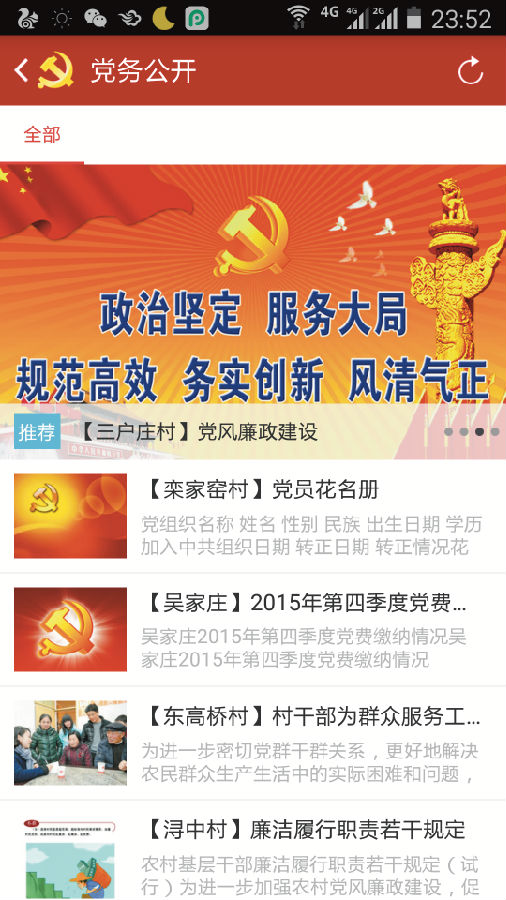 4G 4G 2G 23:52
党务公开
全部
政治坚定 服务大局
规范高效 务实创新 风清气正
推荐 【三户庄村】党风廉政建设
【栾家窑村】党员花名册
党组织名称 姓名 性别 民族 出生日期 学历
加入中共组织日期 转正日期 转正情况花
【吴家庄】2015年第四季度党费...
吴家庄2015年第四季度党费缴纳情况吴
家庄2015年第四季度党费缴纳情况
【东高桥村】村干部为群众服务工...
为进一步密切党群干群关系，更好地解决
农民群众生产生活中的实际困难和问题，
【浔中村】廉洁履行职责若干规定
农村基层干部廉洁履行职责若干规定（试
行）为进一步加强农村党风廉政建设，促